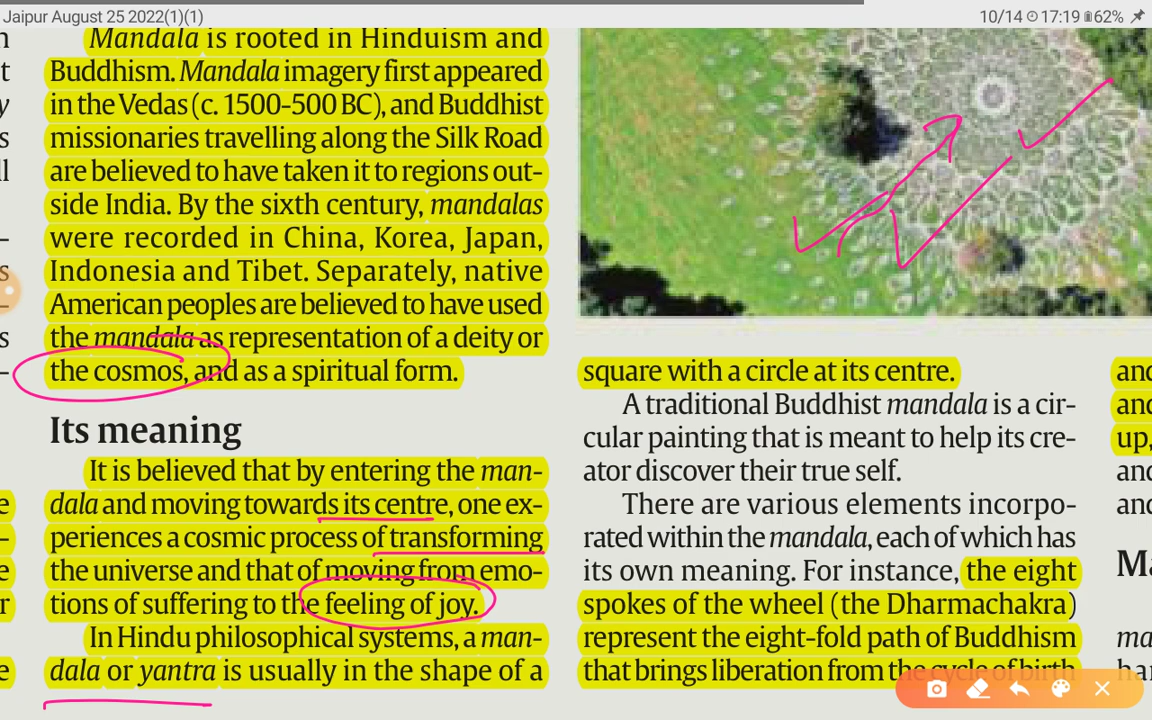 Jaipur August 25 2022(1)(1)
10/14 17:19 62%
Mandala is rooted in Hinduism and
Buddhism. Mandala imagery first appeared
in the Vedas (c. 1500-500 BC), and Buddhist
missionaries travelling along the Silk Road
are believed to have taken it to regions out-
side India. By the sixth century, mandalas
were recorded in China, Korea, Japan,
Indonesia and Tibet. Separately, native
American peoples are believed to have used
the mandala as representation of a deity or
the cosmos, and as a spiritual form.
Its meaning
It is believed that by entering the man-
dala and moving towards its centre, one ex-
periences a cosmic process of transforming
the universe and that of moving from emo-
tions of suffering to the feeling of joy.
In Hindu philosophical systems, a man-
dala or yantra is usually in the shape of a
square with a circle at its centre.
A traditional Buddhist mandala is a cir-
cular painting that is meant to help its cre-
ator discover their true self.
There are various elements incorpo-
rated within the mandala, each of which has
its own meaning. For instance, the eight
spokes of the wheel (the Dharmachakra)
represent the eight-fold path of Buddhism
that brings liberation from the cycle of birth
and
and
up,
and
and